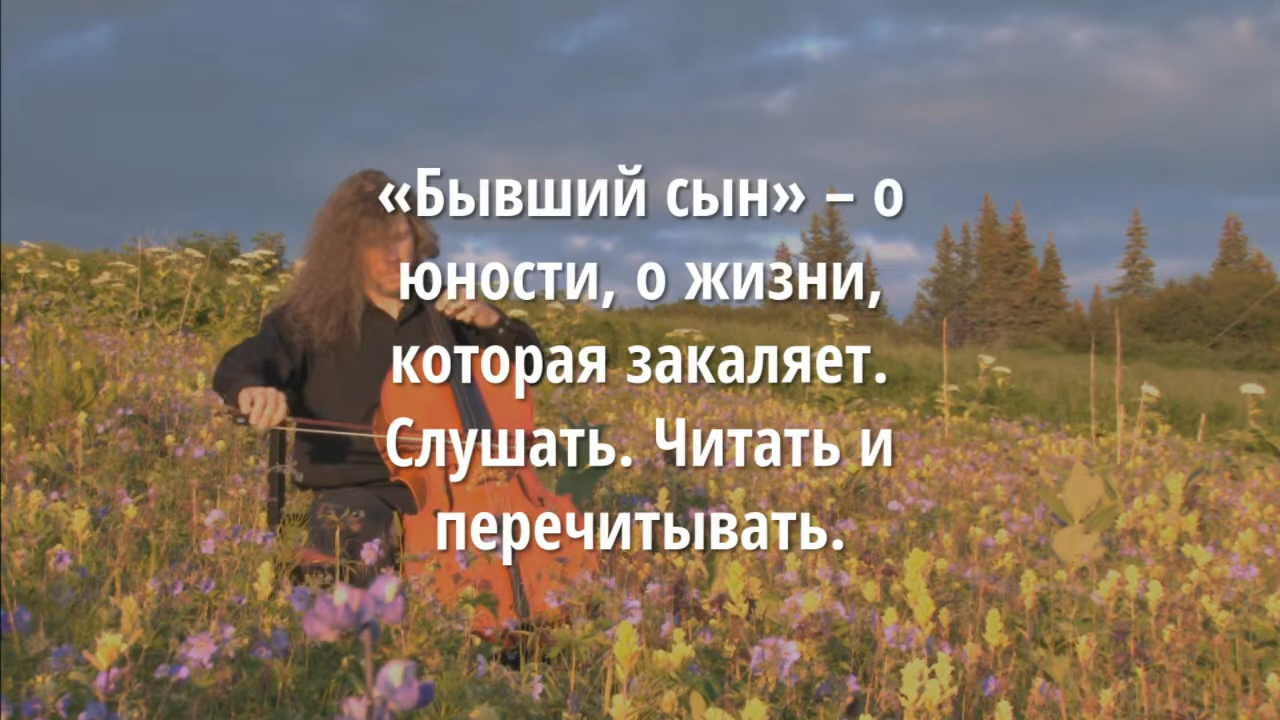 «Бывший сын» – о
юности, о жизни,
которая закаляет.
Слушать. Читать и
перечитывать.